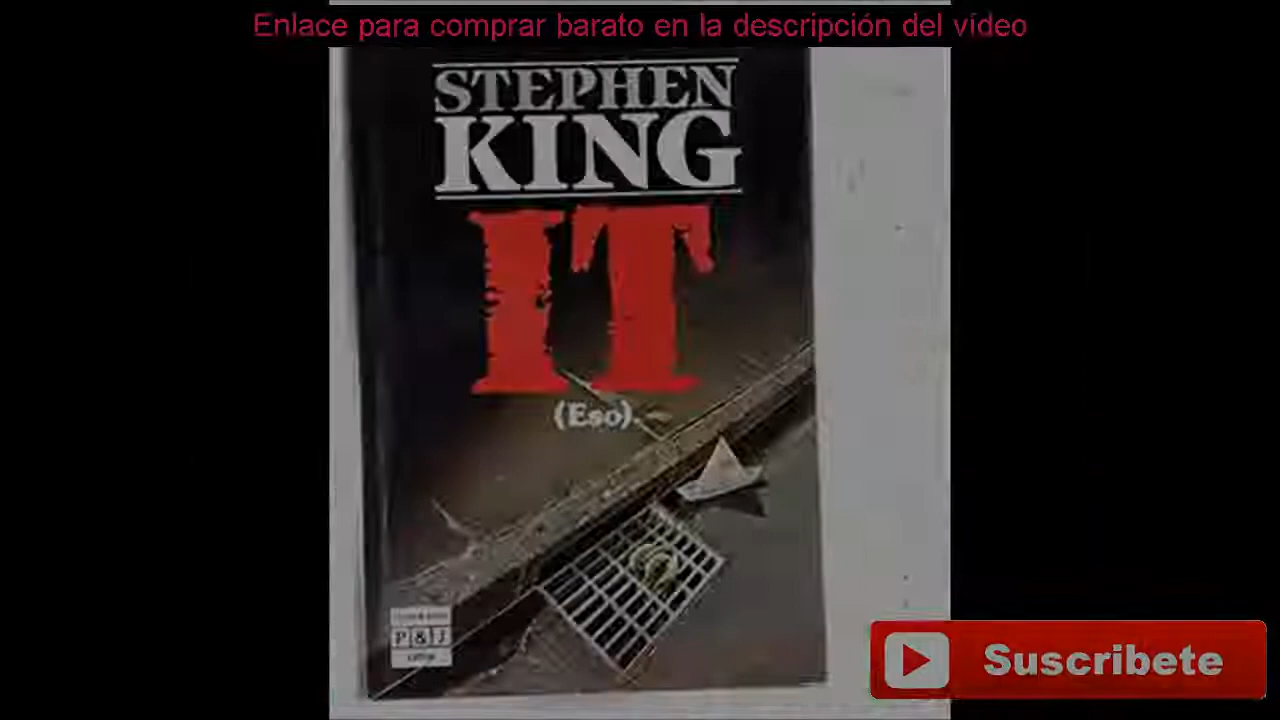 Enlace para comprar barato en la descripción del vídeo
STEPHEN
KING
IT
(Eso).
P&J
Suscribete